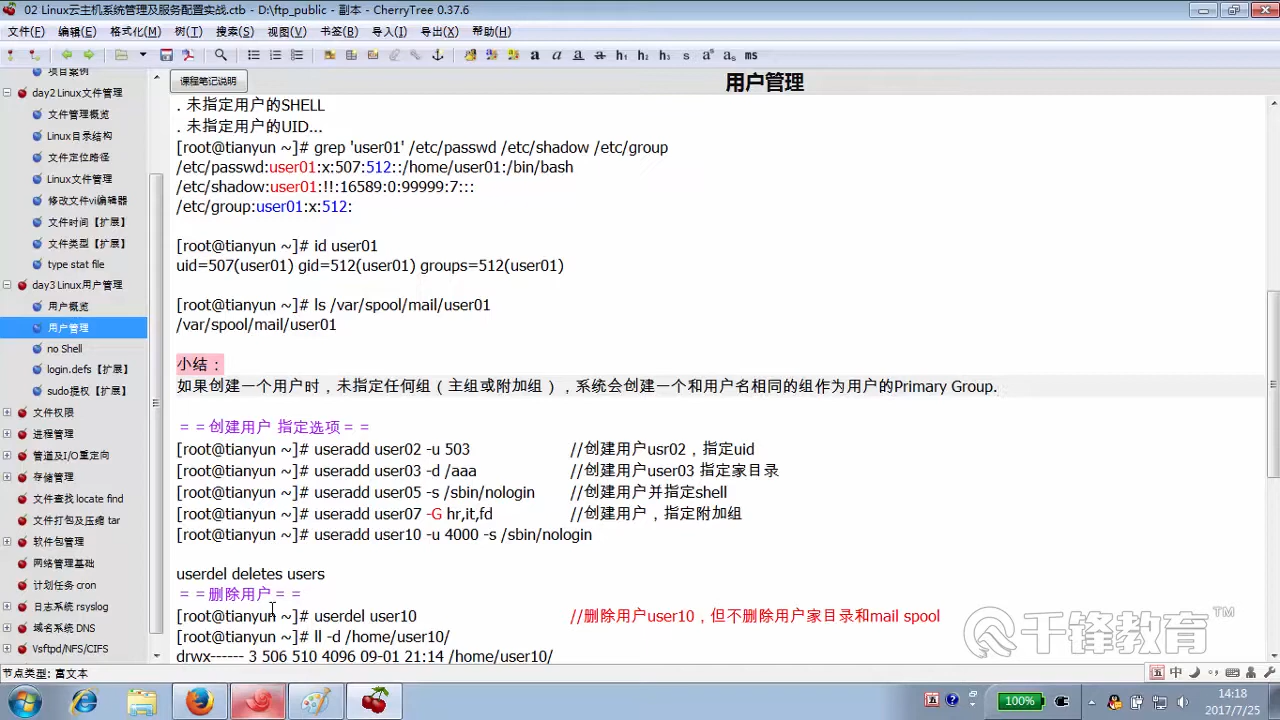 02 Linux云主机系统管理及服务配置实战.ctb - D:\ftp_public - 副本 - CherryTree 0.37.6
文件(F) 编辑(E) 格式化(M) 树(T) 搜索(S) 视图(V) 书签(B) 导入(I) 导出(X) 帮助(H)
a a a a h₁ h₂ h₃ s aˢ aₛ ms
项目案例
day2 Linux文件管理
文件管理概览
Linux目录结构
文件定位路径
Linux文件管理
修改文件vi编辑器
文件时间【扩展】
文件类型【扩展】
type stat file
day3 Linux用户管理
用户概览
用户管理
no Shell
login.defs【扩展】
sudo提权【扩展】
文件权限
进程管理
管道及I/O重定向
存储管理
文件查找 locate find
文件打包及压缩 tar
软件包管理
网络管理基础
计划任务 cron
日志系统 rsyslog
域名系统 DNS
Vsftpd/NFS/CIFS
课程笔记说明
用户管理
. 未指定用户的SHELL
. 未指定用户的UID...
[root@tianyun ~]# grep 'user01' /etc/passwd /etc/shadow /etc/group
/etc/passwd:user01:x:507:512::/home/user01:/bin/bash
/etc/shadow:user01:!!:16589:0:99999:7:::
/etc/group:user01:x:512:
[root@tianyun ~]# id user01
uid=507(user01) gid=512(user01) groups=512(user01)
[root@tianyun ~]# ls /var/spool/mail/user01
/var/spool/mail/user01
小结：
如果创建一个用户时，未指定任何组（主组或附加组），系统会创建一个和用户名相同的组作为用户的Primary Group.
==创建用户 指定选项==
[root@tianyun ~]# useradd user02 -u 503 //创建用户usr02，指定uid
[root@tianyun ~]# useradd user03 -d /aaa //创建用户user03 指定家目录
[root@tianyun ~]# useradd user05 -s /sbin/nologin //创建用户并指定shell
[root@tianyun ~]# useradd user07 -G hr,it,fd //创建用户，指定附加组
[root@tianyun ~]# useradd user10 -u 4000 -s /sbin/nologin
userdel deletes users
==删除用户==
[root@tianyun ~]# userdel user10 //删除用户user10，但不删除用户家目录和mail spool
[root@tianyun ~]# ll -d /home/user10/
drwx------ 3 506 510 4096 09-01 21:14 /home/user10/
千锋教育™
节点类型: 富文本
五 中
五 100%
14:18
2017/7/25